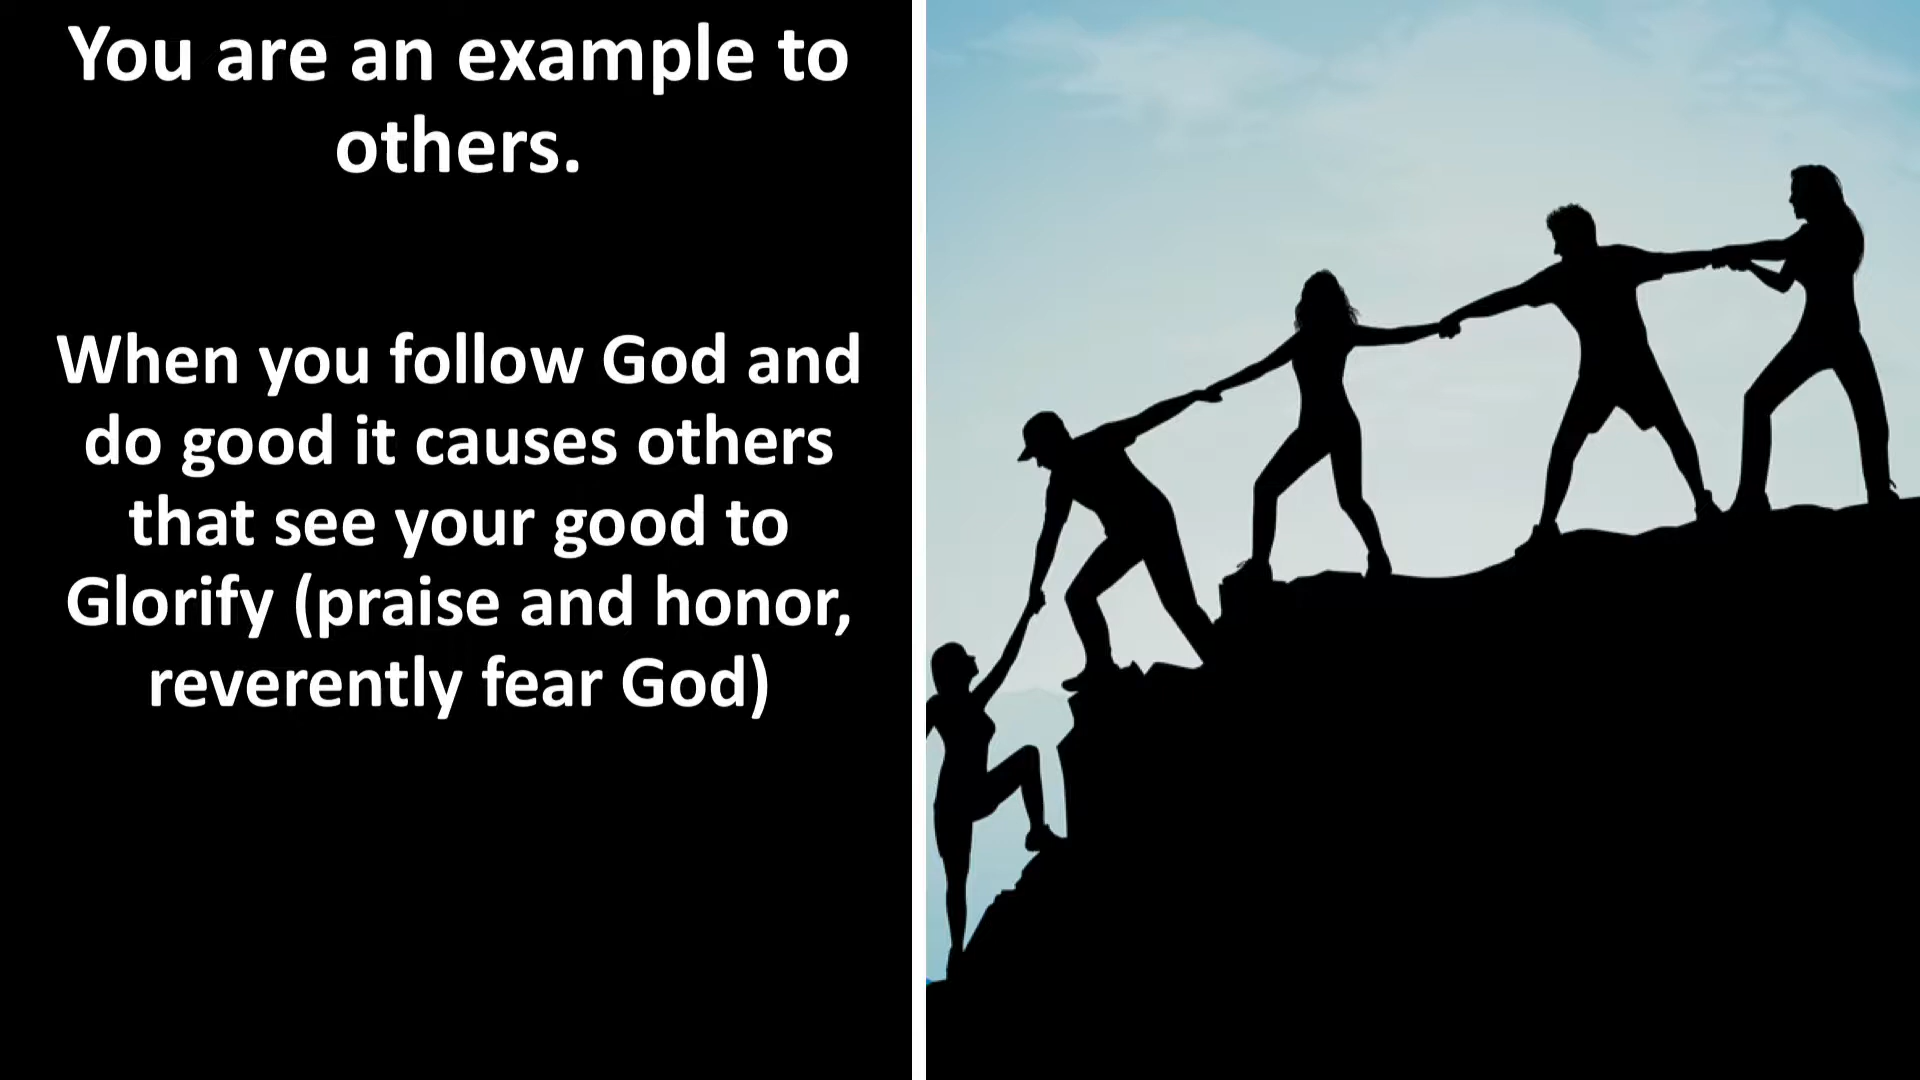 You are an example to
others.
When you follow God and
do good it causes others
that see your good to
Glorify (praise and honor,
reverently fear God)